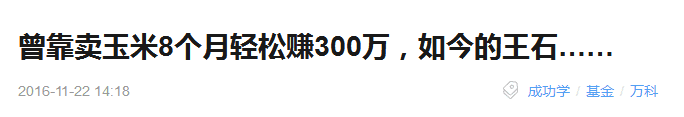 曾靠卖玉米8个月轻松赚300万，如今的王石……
2016-11-22 14:18 成功学 / 基金 / 万科